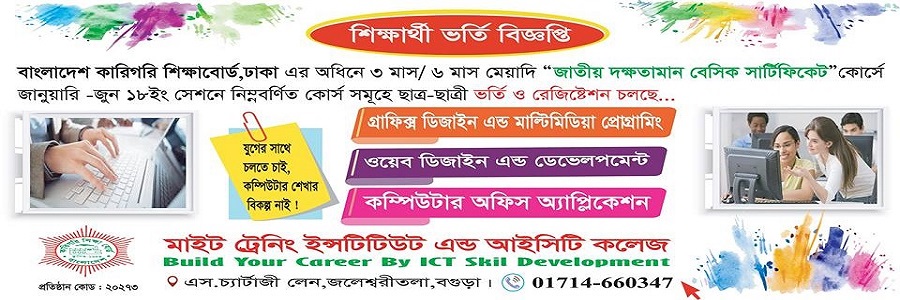 শিক্ষার্থী ভর্তি বিজ্ঞপ্তি
বাংলাদেশ কারিগরি শিক্ষাবোর্ড,ঢাকা এর অধিনে ৩ মাস/ ৬ মাস মেয়াদি “জাতীয় দক্ষতামান বেসিক সার্টিফিকেট”কোর্সে
জানুয়ারি -জুন ১৮ইং সেশনে নিম্নবর্ণিত কোর্স সমূহে ছাত্র-ছাত্রী ভর্তি ও রেজিষ্টেশন চলছে...
যুগের সাথে
চলতে চাই,
কম্পিউটার শেখার
বিকল্প নাই !
গ্রাফিক্স ডিজাইন এন্ড মাল্টিমিডিয়া প্রোগ্রামিং
ওয়েব ডিজাইন এন্ড ডেভেলপমেন্ট
কম্পিউটার অফিস অ্যাপ্লিকেশন
মাইট ট্রেনিং ইন্সটিটিউট এন্ড আইসিটি কলেজ
Build Your Career By ICT Skil Development
প্রতিষ্ঠান কোড : ২০২৭৩
এস.চ্যার্টাজী লেন,জলেশ্বরীতলা,বগুড়া । 01714-660347